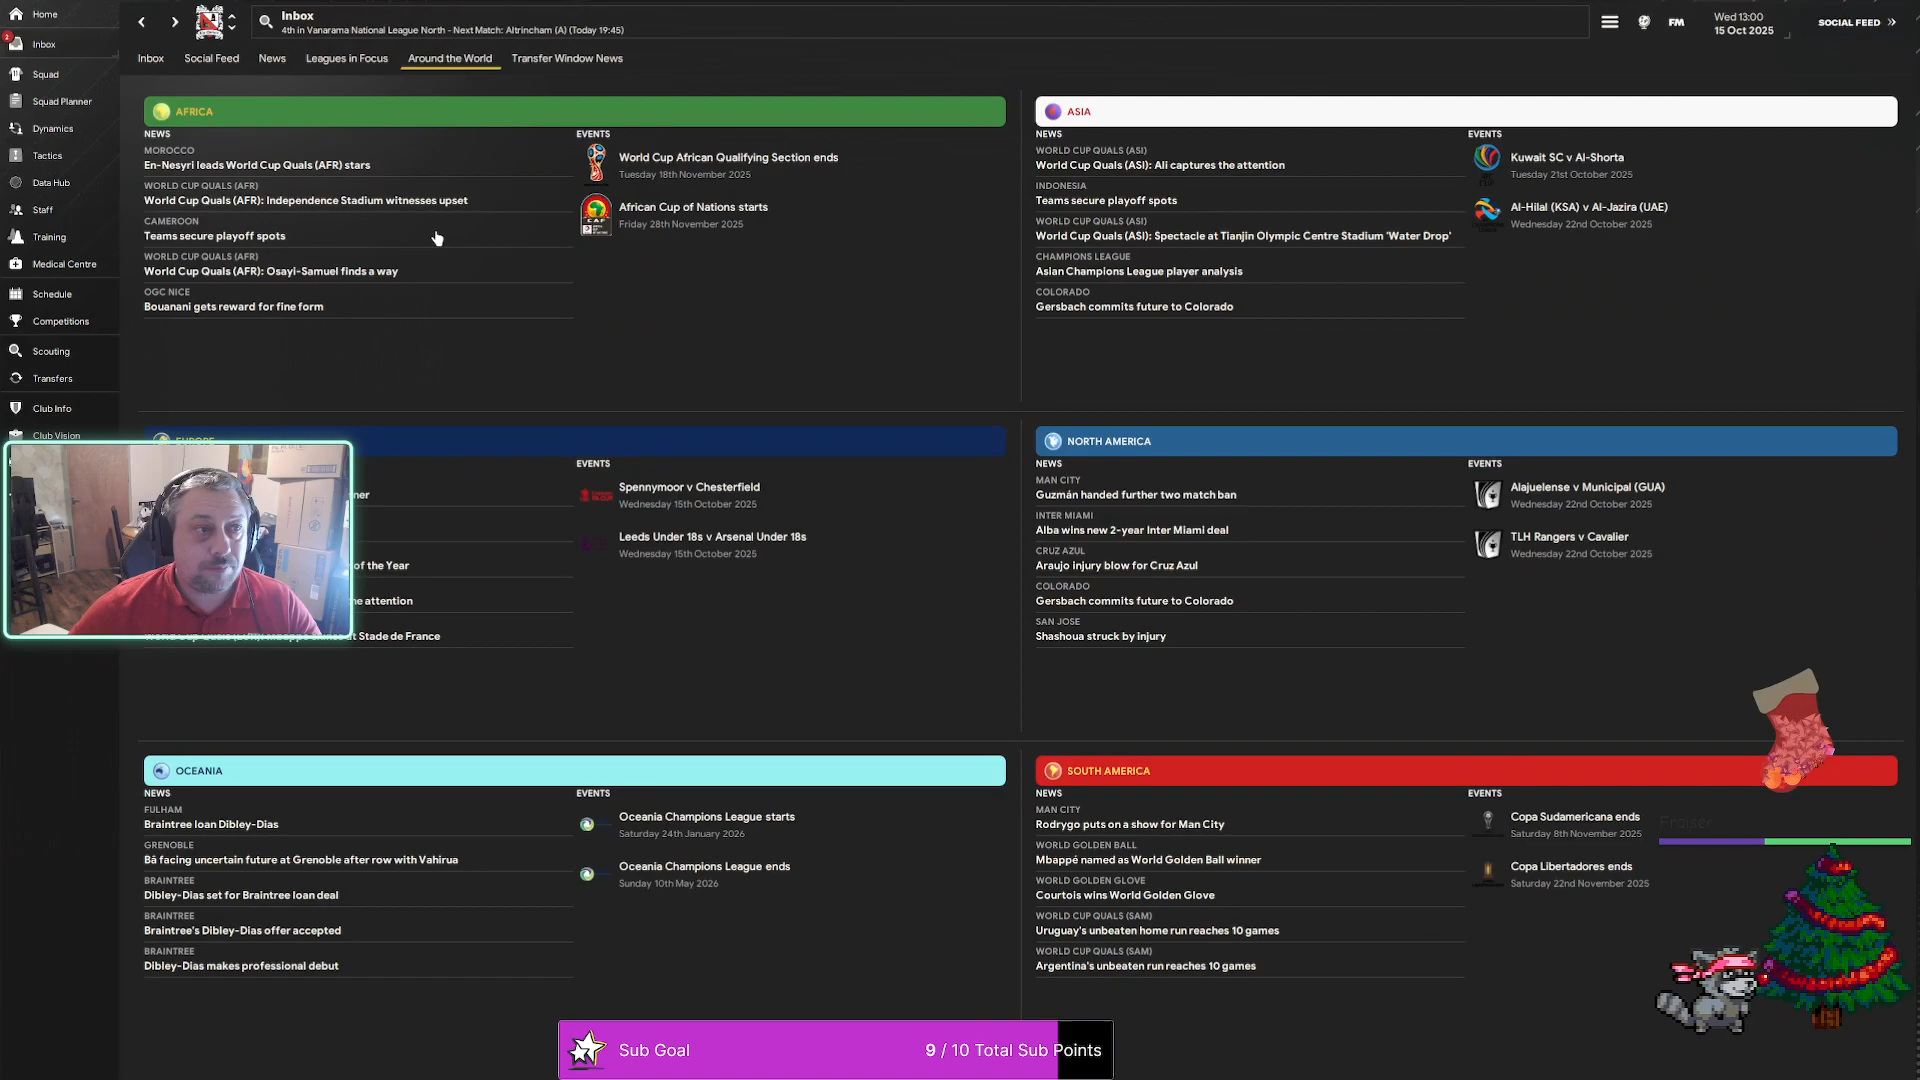 Home
Inbox
4th in Vanarama National League North - Next Match: Altrincham (A) (Today 19:45)
FM
Wed 13:00
15 Oct 2025
SOCIAL FEED
2
Inbox
Squad
Squad Planner
Dynamics
Tactics
Data Hub
Staff
Training
Medical Centre
Schedule
Competitions
Scouting
Transfers
Club Info
Club Vision
Inbox
Social Feed
News
Leagues in Focus
Around the World
Transfer Window News
AFRICA
NEWS
MOROCCO
En-Nesyri leads World Cup Quals (AFR) stars
WORLD CUP QUALS (AFR)
World Cup Quals (AFR): Independence Stadium witnesses upset
CAMEROON
Teams secure playoff spots
WORLD CUP QUALS (AFR)
World Cup Quals (AFR): Osayi-Samuel finds a way
OGC NICE
Bouanani gets reward for fine form
EVENTS
World Cup African Qualifying Section ends
Tuesday 18th November 2025
African Cup of Nations starts
Friday 28th November 2025
ASIA
NEWS
WORLD CUP QUALS (ASI)
World Cup Quals (ASI): Ali captures the attention
INDONESIA
Teams secure playoff spots
WORLD CUP QUALS (ASI)
World Cup Quals (ASI): Spectacle at Tianjin Olympic Centre Stadium 'Water Drop'
CHAMPIONS LEAGUE
Asian Champions League player analysis
COLORADO
Gersbach commits future to Colorado
EVENTS
Kuwait SC v Al-Shorta
Tuesday 21st October 2025
Al-Hilal (KSA) v Al-Jazira (UAE)
Wednesday 22nd October 2025
EUROPE
of the Year
attention
at Stade de France
EVENTS
Spennymoor v Chesterfield
Wednesday 15th October 2025
Leeds Under 18s v Arsenal Under 18s
Wednesday 15th October 2025
NORTH AMERICA
NEWS
MAN CITY
Guzmán handed further two match ban
INTER MIAMI
Alba wins new 2-year Inter Miami deal
CRUZ AZUL
Araujo injury blow for Cruz Azul
COLORADO
Gersbach commits future to Colorado
SAN JOSE
Shashoua struck by injury
EVENTS
Alajuelense v Municipal (GUA)
Wednesday 22nd October 2025
TLH Rangers v Cavalier
Wednesday 22nd October 2025
OCEANIA
NEWS
FULHAM
Braintree loan Dibley-Dias
GRENOBLE
Bâ facing uncertain future at Grenoble after row with Vahirua
BRAINTREE
Dibley-Dias set for Braintree loan deal
BRAINTREE
Braintree's Dibley-Dias offer accepted
BRAINTREE
Dibley-Dias makes professional debut
EVENTS
Oceania Champions League starts
Saturday 24th January 2026
Oceania Champions League ends
Sunday 10th May 2026
SOUTH AMERICA
NEWS
MAN CITY
Rodrygo puts on a show for Man City
WORLD GOLDEN BALL
Mbappé named as World Golden Ball winner
WORLD GOLDEN GLOVE
Courtois wins World Golden Glove
WORLD CUP QUALS (SAM)
Uruguay's unbeaten home run reaches 10 games
WORLD CUP QUALS (SAM)
Argentina's unbeaten run reaches 10 games
EVENTS
Copa Sudamericana ends
Saturday 8th November 2025
Copa Libertadores ends
Saturday 22nd November 2025
Fraiser
Sub Goal
9 / 10 Total Sub Points